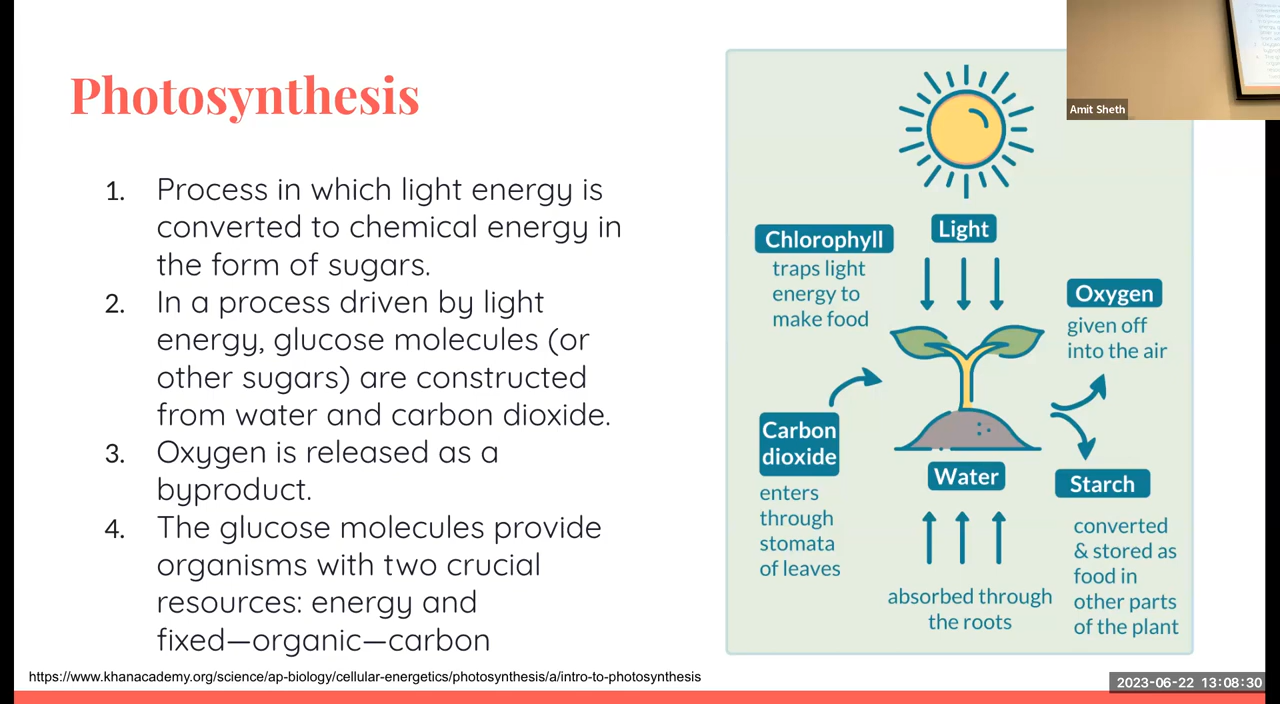 Photosynthesis
1. Process in which light energy is
converted to chemical energy in
the form of sugars.
2. In a process driven by light
energy, glucose molecules (or
other sugars) are constructed
from water and carbon dioxide.
3. Oxygen is released as a
byproduct.
4. The glucose molecules provide
organisms with two crucial
resources: energy and
fixed—organic—carbon
https://www.khanacademy.org/science/ap-biology/cellular-energetics/photosynthesis/a/intro-to-photosynthesis
Light
Chlorophyll
traps light
energy to
make food
Oxygen
given off
into the air
Carbon
dioxide
enters
through
stomata
of leaves
Water
absorbed through
the roots
Starch
converted
& stored as
food in
other parts
of the plant
Amit Sheth
2023-06-22 13:08:30